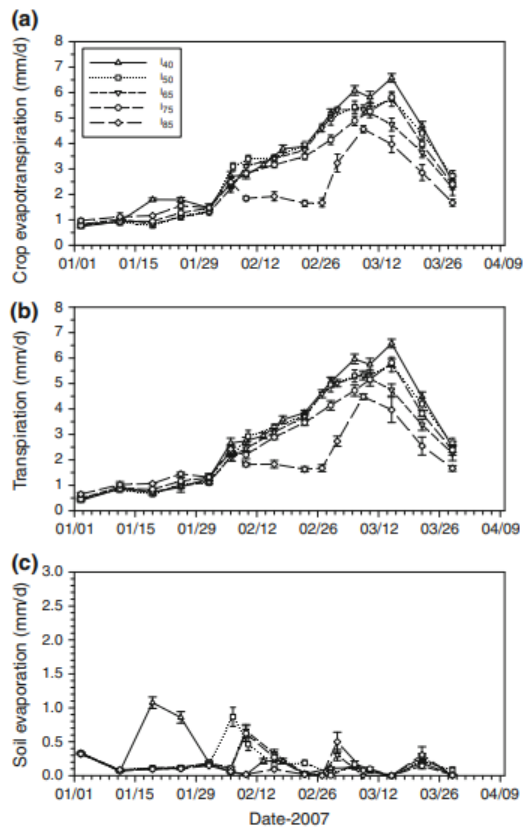 (a)
Crop evapotranspiration (mm/d)
8
7
6
5
4
3
2
1
0
I40
I50
I65
I75
I85
01/01 01/15 01/29 02/12 02/26 03/12 03/26 04/09
(b)
Transpiration (mm/d)
8
7
6
5
4
3
2
1
0
01/01 01/15 01/29 02/12 02/26 03/12 03/26 04/09
(c)
Soil evaporation (mm/d)
3.0
2.5
2.0
1.5
1.0
0.5
0.0
01/01 01/15 01/29 02/12 02/26 03/12 03/26 04/09
Date-2007